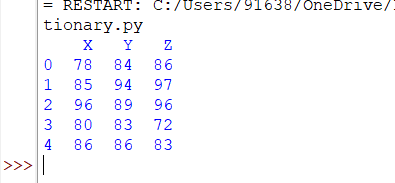 = RESTART: C:/Users/91638/OneDrive/
tionary.py
X Y Z
0 78 84 86
1 85 94 97
2 96 89 96
3 80 83 72
4 86 86 83
>>>